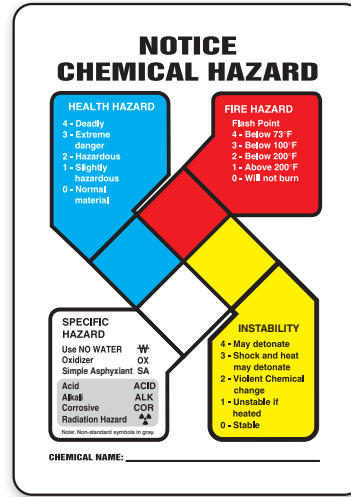 NOTICE
CHEMICAL HAZARD
HEALTH HAZARD
4 - Deadly
3 - Extreme
danger
2 - Hazardous
1 - Slightly
hazardous
0 - Normal
material
FIRE HAZARD
Flash Point
4 - Below 73°F
3 - Below 100°F
2 - Below 200°F
1 - Above 200°F
0 - Will not burn
SPECIFIC
HAZARD
Use NO WATER W
Oxidizer OX
Simple Asphyxiant SA
Acid ACID
Alkali ALK
Corrosive COR
Radiation Hazard
Note: Non-standard symbols in gray.
INSTABILITY
4 - May detonate
3 - Shock and heat
may detonate
2 - Violent Chemical
change
1 - Unstable if
heated
0 - Stable
CHEMICAL NAME: